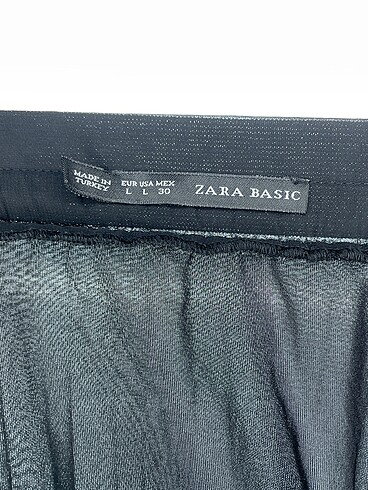 MADE IN
TURKEY
EUR USA MEX
L L 30
ZARA BASIC